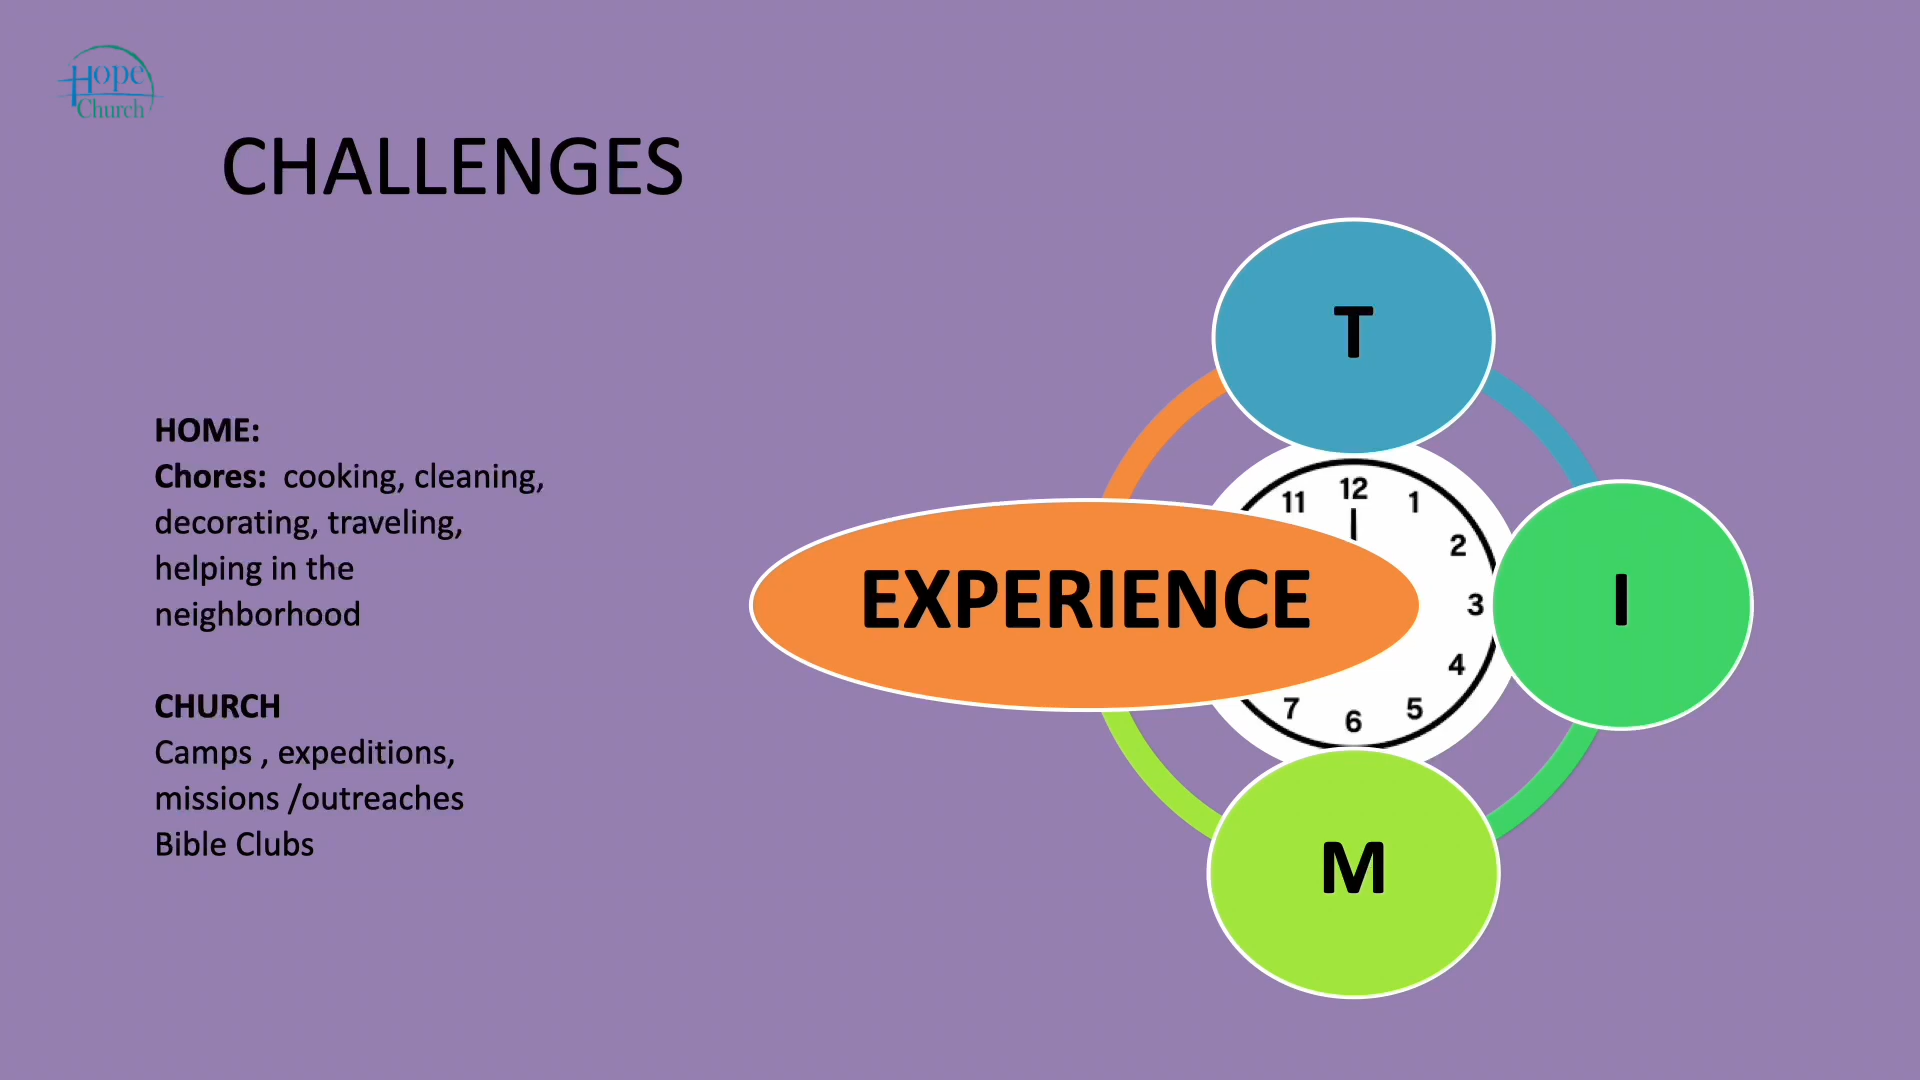 Hope
Church
CHALLENGES
HOME:
Chores:  cooking, cleaning,
decorating, traveling,
helping in the
neighborhood
CHURCH
Camps , expeditions,
missions /outreaches
Bible Clubs
T
11 12 1
2
EXPERIENCE
3
I
4
7 6 5
M